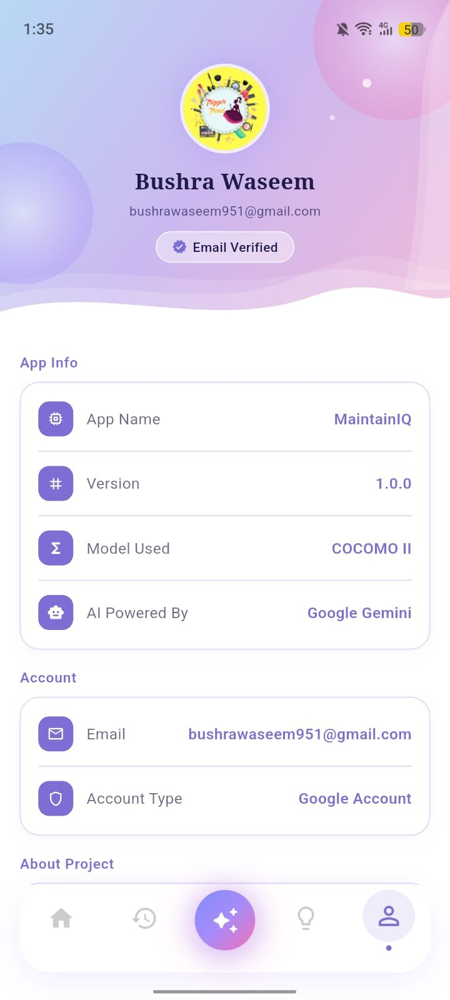 1:35
4G
50
Trigger
Trend
Bushra Waseem
bushrawaseem951@gmail.com
Email Verified
App Info
App Name
MaintainIQ
Version
1.0.0
Model Used
COCOMO II
AI Powered By
Google Gemini
Account
Email
bushrawaseem951@gmail.com
Account Type
Google Account
About Project